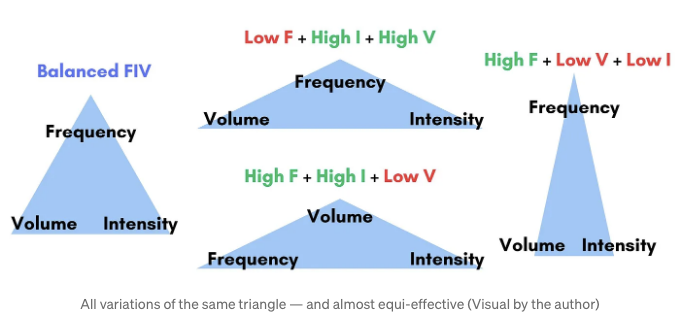 Balanced FIV
Frequency
Volume Intensity
Low F + High I + High V
Frequency
Volume Intensity
High F + High I + Low V
Volume
Frequency Intensity
High F + Low V + Low I
Frequency
Volume Intensity
All variations of the same triangle — and almost equi-effective (Visual by the author)